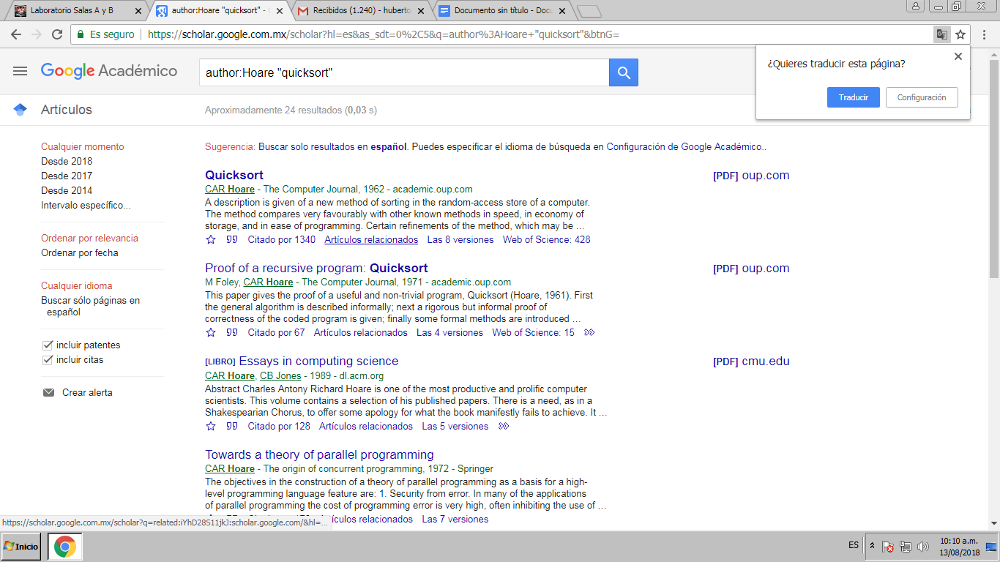 Laboratorio Salas A y B
author:Hoare "quicksort" -
Recibidos (1.240) - huberto
Documento sin título - Docu
Es seguro
https://scholar.google.com.mx/scholar?hl=es&as_sdt=0%2C5&q=author%3AHoare+"quicksort"&btnG=
¿Quieres traducir esta página?
Traducir
Configuración
Google Académico
author:Hoare "quicksort"
Artículos
Aproximadamente 24 resultados (0,03 s)
Cualquier momento
Desde 2018
Desde 2017
Desde 2014
Intervalo específico...
Ordenar por relevancia
Ordenar por fecha
Cualquier idioma
Buscar sólo páginas en
español
incluir patentes
incluir citas
Crear alerta
Sugerencia: Buscar solo resultados en español. Puedes especificar el idioma de búsqueda en Configuración de Google Académico..
Quicksort
[PDF] oup.com
CAR Hoare - The Computer Journal, 1962 - academic.oup.com
A description is given of a new method of sorting in the random-access store of a computer.
The method compares very favourably with other known methods in speed, in economy of
storage, and in ease of programming. Certain refinements of the method, which may be ...
Citado por 1340 Artículos relacionados Las 8 versiones Web of Science: 428
Proof of a recursive program: Quicksort
[PDF] oup.com
M Foley, CAR Hoare - The Computer Journal, 1971 - academic.oup.com
This paper gives the proof of a useful and non-trivial program, Quicksort (Hoare, 1961). First
the general algorithm is described informally; next a rigorous but informal proof of
correctness of the coded program is given; finally some formal methods are introduced ...
Citado por 67 Artículos relacionados Las 4 versiones Web of Science: 15
[LIBRO] Essays in computing science
[PDF] cmu.edu
CAR Hoare, CB Jones - 1989 - dl.acm.org
Abstract Charles Antony Richard Hoare is one of the most productive and prolific computer
scientists. This volume contains a selection of his published papers. There is a need, as in a
Shakespearian Chorus, to offer some apology for what the book manifestly fails to achieve. It ...
Citado por 128 Artículos relacionados Las 5 versiones
Towards a theory of parallel programming
CAR Hoare - The origin of concurrent programming, 1972 - Springer
The objectives in the construction of a theory of parallel programming as a basis for a high-
level programming language feature are: 1. Security from error. In many of the applications
of parallel programming the cost of programming error is very high, often inhibiting the use of ...
Artículos relacionados Las 7 versiones
https://scholar.google.com.mx/scholar?q=related:iYhD28S11jkJ:scholar.google.com/&hl=...
Inicio
ES
10:10 a.m.
13/08/2018